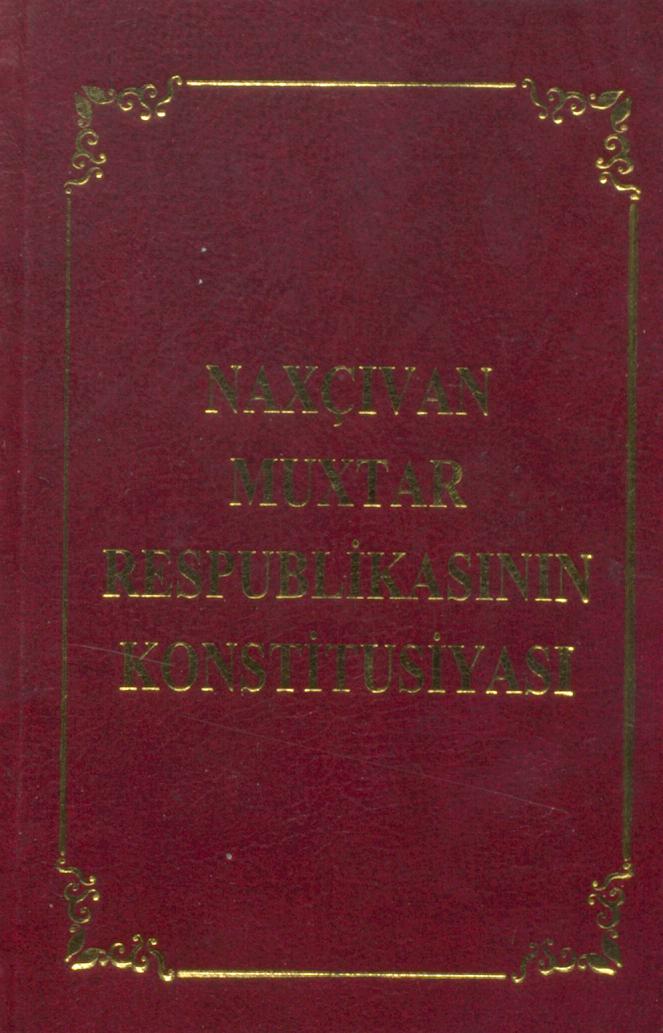 NAXÇIVAN
MUXTAR
RESPUBLİKASININ
KONSTİTUSİYASI